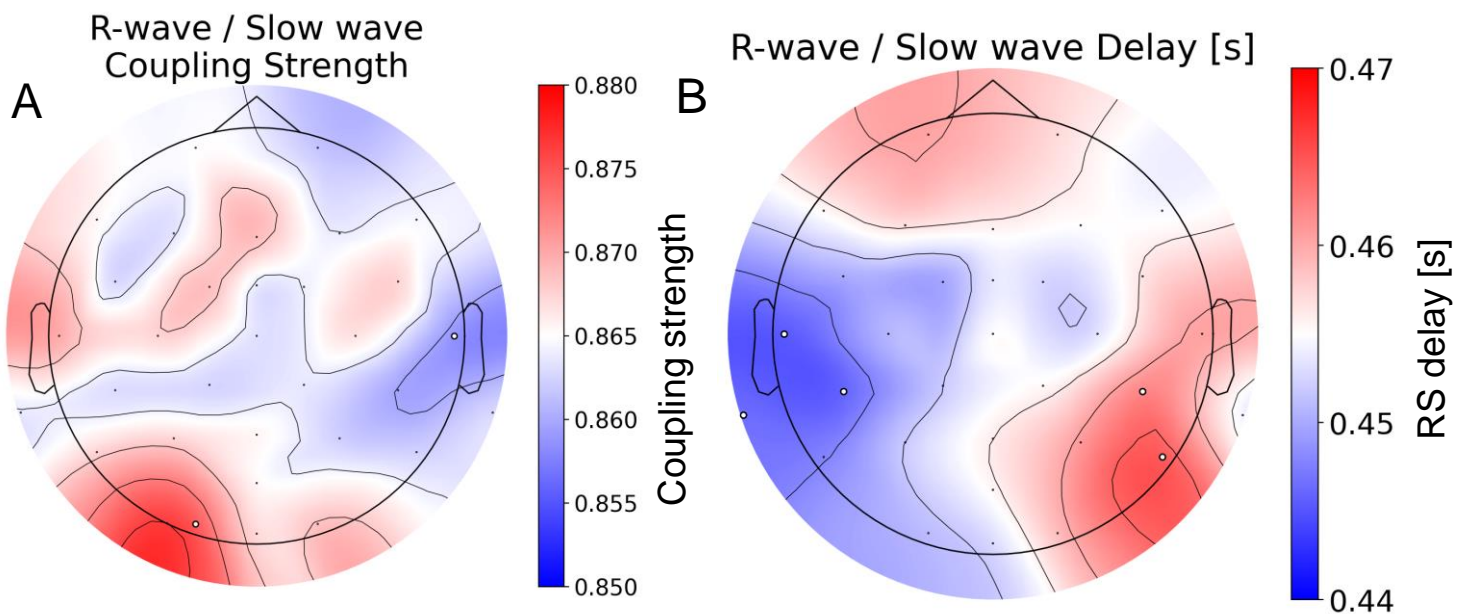 R-wave / Slow wave
Coupling Strength
A
0.880
0.875
0.870
0.865
0.860
0.855
0.850
Coupling strength
R-wave / Slow wave Delay [s]
B
0.47
0.46
0.45
0.44
RS delay [s]